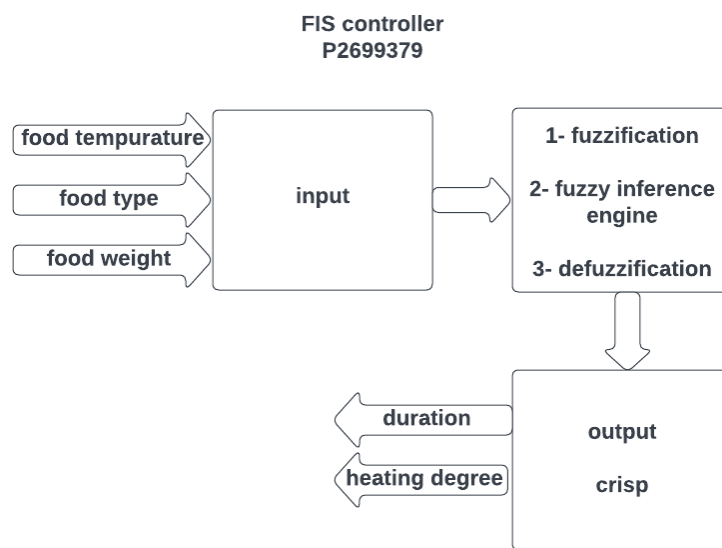 FIS controller
P2699379
food tempurature
food type
food weight
input
1- fuzzification
2- fuzzy inference
engine
3- defuzzification
duration
heating degree
output
crisp